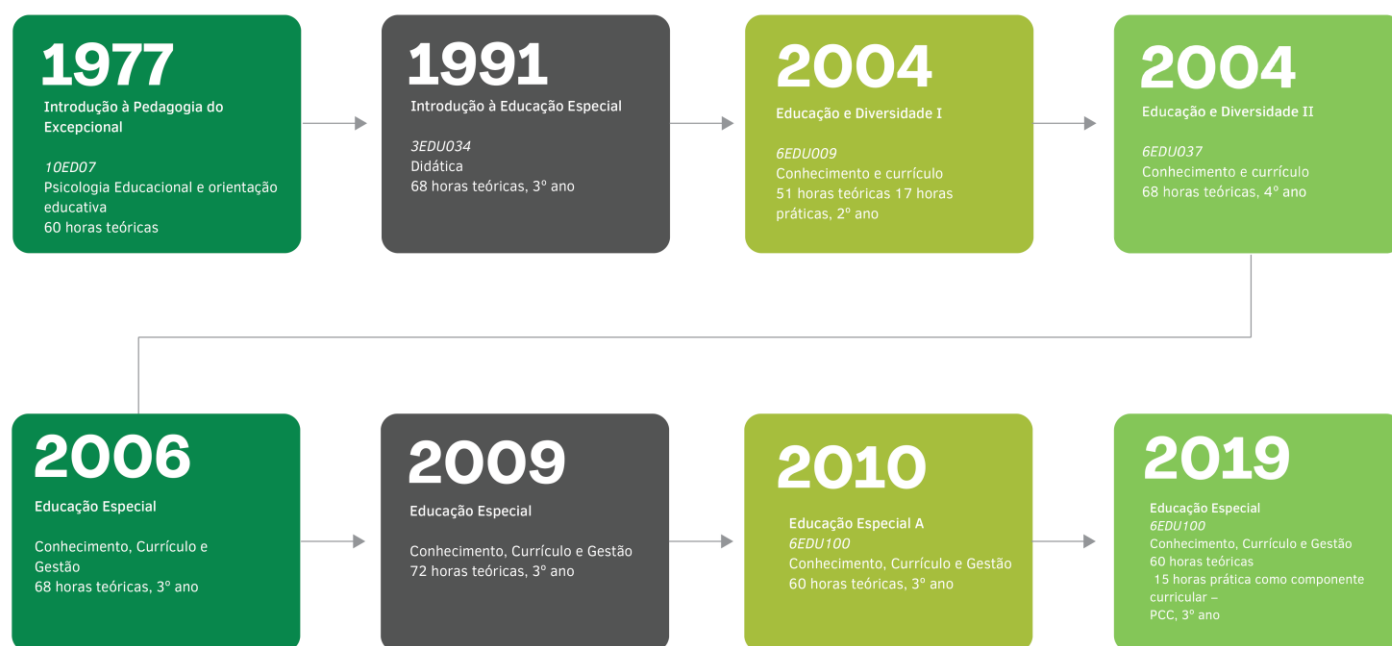 1977
Introdução à Pedagogia do
Excepcional
10ED07
Psicologia Educacional e orientação
educativa
60 horas teóricas
1991
Introdução à Educação Especial
3EDU034
Didática
68 horas teóricas, 3º ano
2004
Educação e Diversidade I
6EDU009
Conhecimento e currículo
51 horas teóricas 17 horas
práticas, 2º ano
2004
Educação e Diversidade II
6EDU037
Conhecimento e currículo
68 horas teóricas, 4º ano
2006
Educação Especial
Conhecimento, Currículo e
Gestão
68 horas teóricas, 3º ano
2009
Educação Especial
Conhecimento, Currículo e Gestão
72 horas teóricas, 3º ano
2010
Educação Especial A
6EDU100
Conhecimento, Currículo e Gestão
60 horas teóricas, 3º ano
2019
Educação Especial
6EDU100
Conhecimento, Currículo e Gestão
60 horas teóricas
15 horas prática como componente
curricular –
PCC, 3º ano